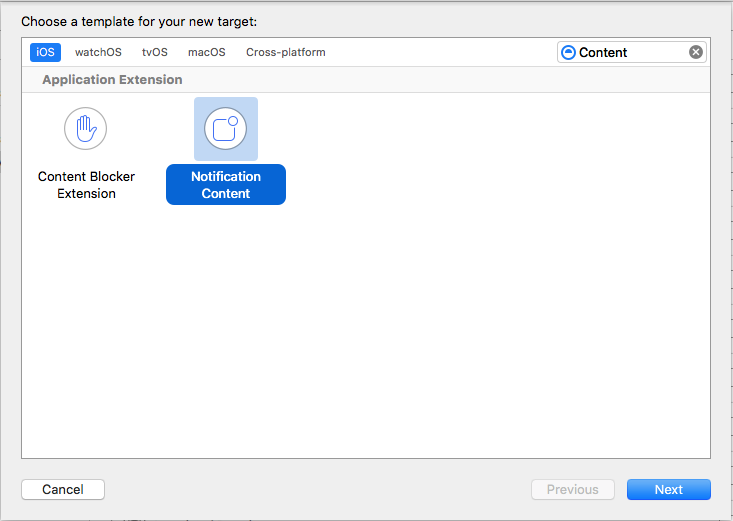 Choose a template for your new target:
iOS watchOS tvOS macOS Cross-platform Content
Application Extension
Content Blocker
Extension
Notification
Content
Cancel Previous Next